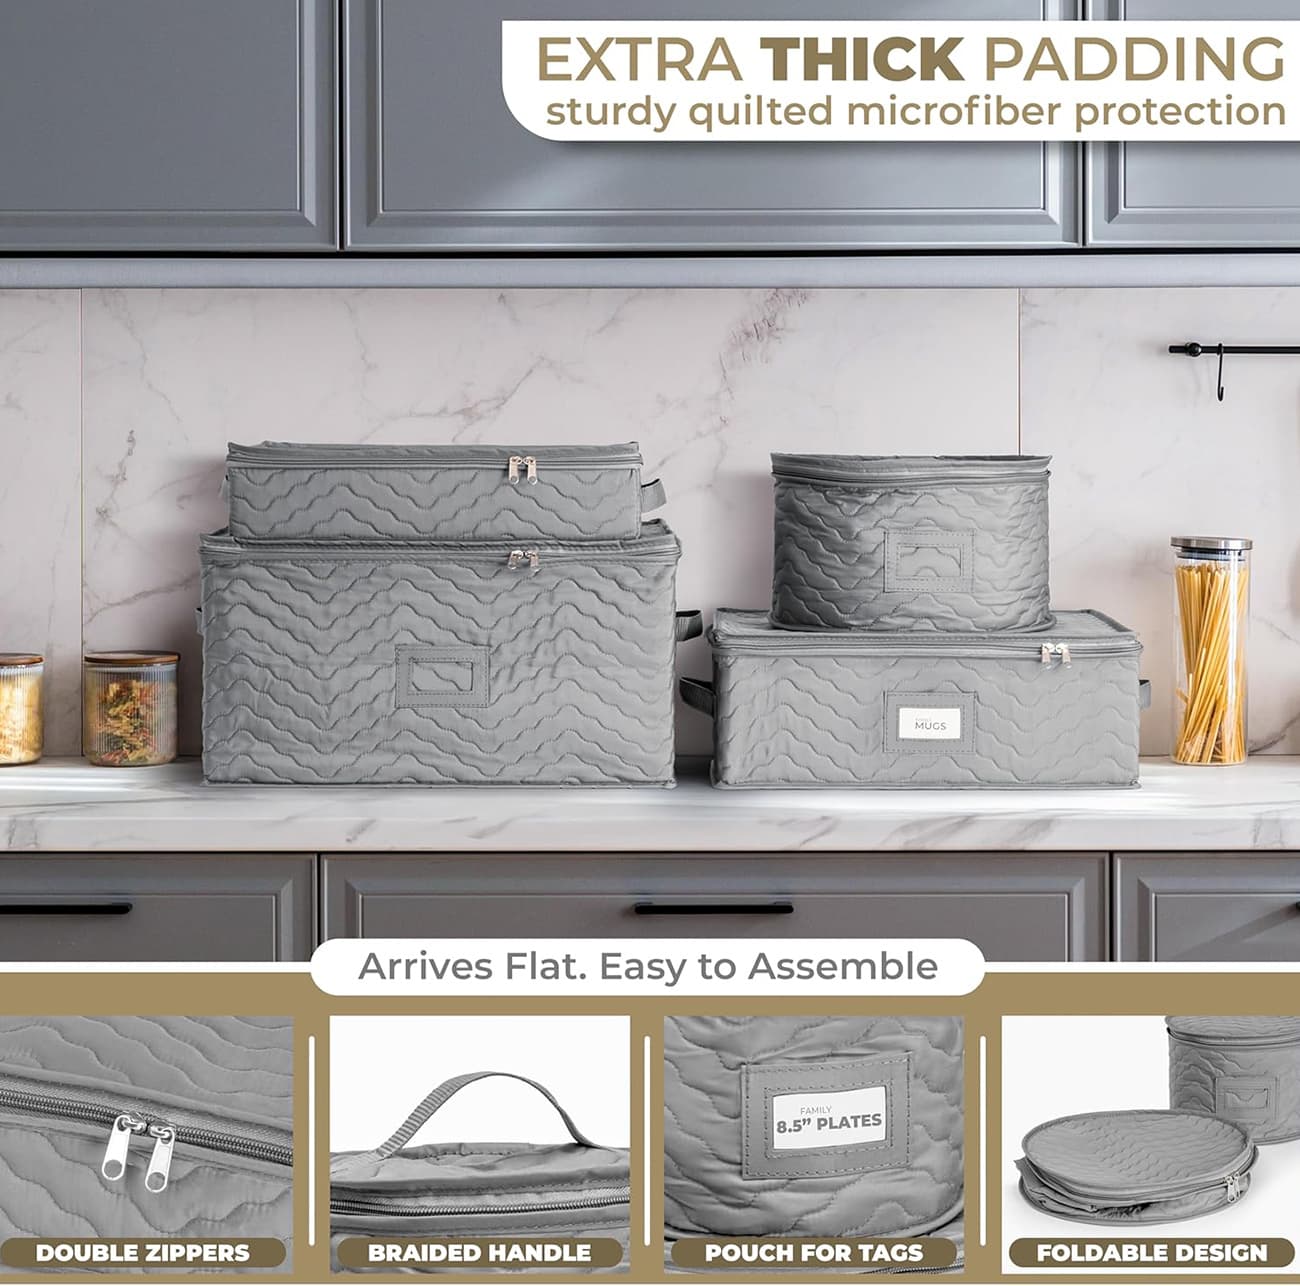 EXTRA THICK PADDING
sturdy quilted microfiber protection
MUGS
Arrives Flat. Easy to Assemble
FAMILY
8.5” PLATES
DOUBLE ZIPPERS
BRAIDED HANDLE
POUCH FOR TAGS
FOLDABLE DESIGN